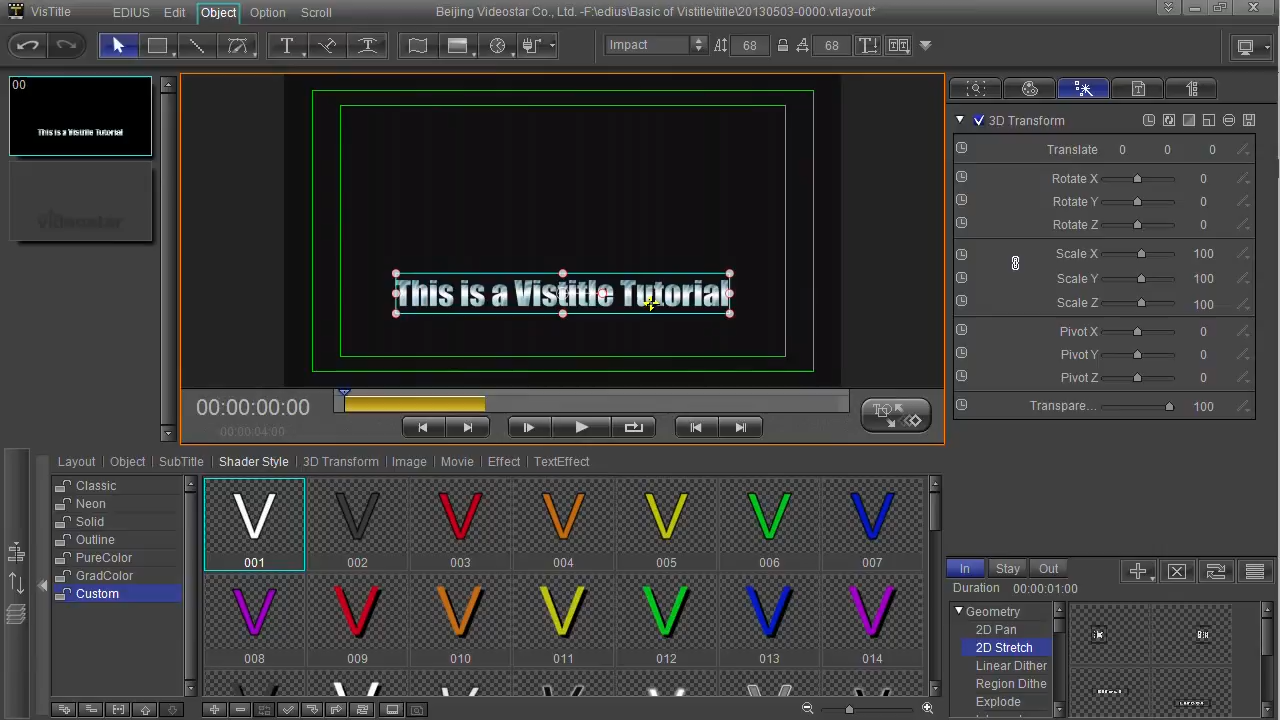 VisTitle EDIUS Edit Object Option Scroll Beijing Videostar Co., Ltd. -F:\edius\Basic of Vistitle\title\20130503-0000.vtlayout*
Impact 68 68
00
This is a Vistitle Tutorial
videostar
This is a Vistitle Tutorial
00:00:00:00
00:00:04:00
3D Transform
Translate 0 0 0
Rotate X 0
Rotate Y 0
Rotate Z 0
Scale X 100
Scale Y 100
Scale Z 100
Pivot X 0
Pivot Y 0
Pivot Z 0
Transpare... 100
Layout Object SubTitle Shader Style 3D Transform Image Movie Effect TextEffect
Classic
Neon
Solid
Outline
PureColor
GradColor
Custom
V V V V V V V
001 002 003 004 005 006 007
V V V V V V V
008 009 010 011 012 013 014
In Stay Out
Duration 00:00:01:00
Geometry
2D Pan
2D Stretch
Linear Dither
Region Dithe
Explode